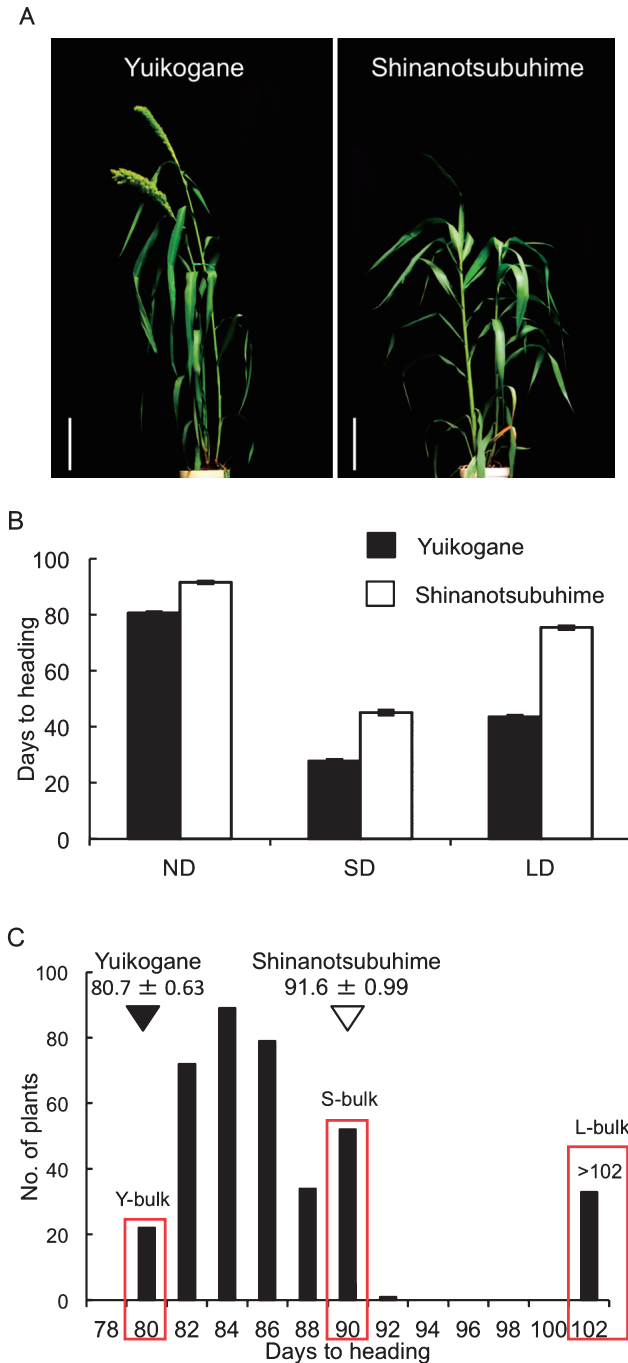 A
Yuikogane Shinanotsubuhime
B
100
80
60
40
20
0
Days to heading
Yuikogane
Shinanotsubuhime
ND SD LD
C
Yuikogane Shinanotsubuhime
80.7 ± 0.63 91.6 ± 0.99
100
80
60
40
20
0
No. of plants
Y-bulk
S-bulk
L-bulk
>102
78 80 82 84 86 88 90 92 94 96 98 100 102
Days to heading